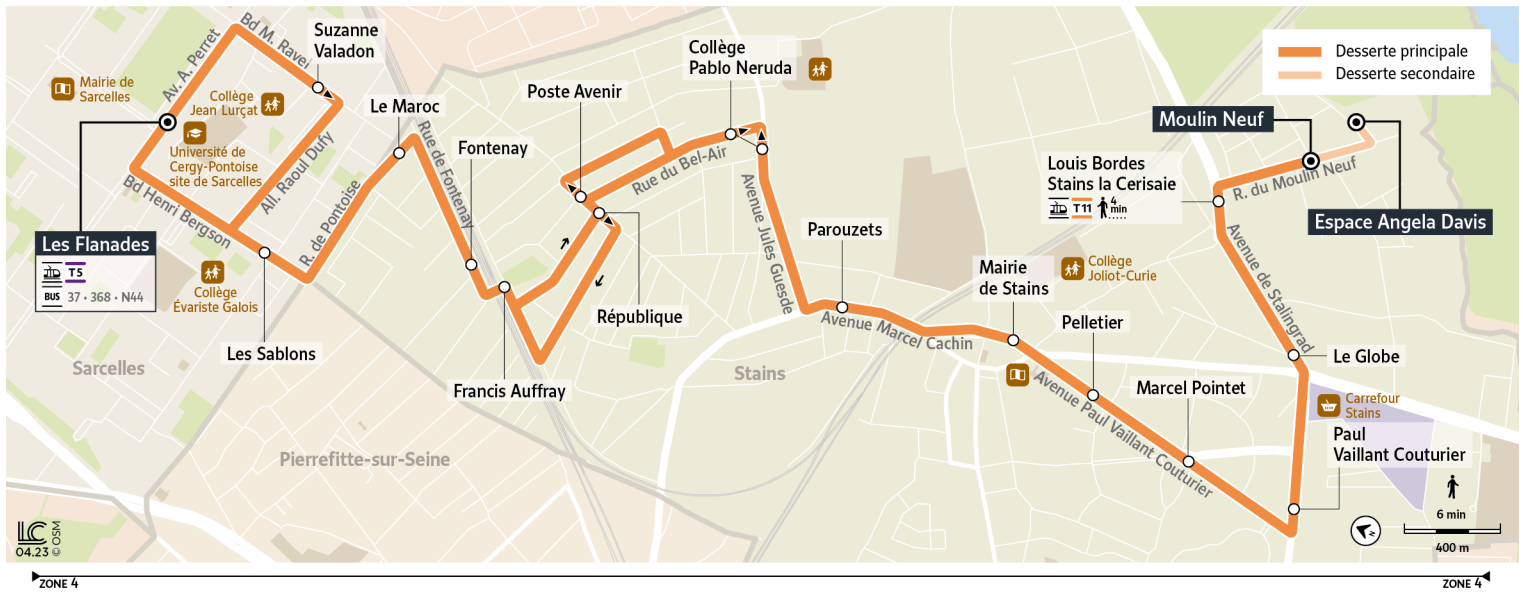 Desserte principale
Desserte secondaire
Bd M. Ravel
Suzanne
Valadon
Av. A. Perret
Mairie de
Sarcelles
Collège
Jean Lurçat
Université de
Cergy-Pontoise
site de Sarcelles
All. Raoul Dufy
Bd Henri Bergson
Les Flanades
T5
BUS 37 • 368 • N44
Collège
Évariste Galois
Les Sablons
Sarcelles
R. de Pontoise
Le Maroc
Rue de Fontenay
Fontenay
Francis Auffray
Pierrefitte-sur-Seine
Poste Avenir
République
Rue du Bel-Air
Collège
Pablo Neruda
Avenue Jules Guesde
Stains
Parouzets
Avenue Marcel Cachin
Mairie
de Stains
Collège
Joliot-Curie
Pelletier
Avenue Paul Vaillant Couturier
Marcel Pointet
Paul
Vaillant Couturier
Carrefour
Stains
Le Globe
Avenue de Stalingrad
Louis Bordes
Stains la Cerisaie
T11
4
min
R. du Moulin Neuf
Moulin Neuf
Espace Angela Davis
6 min
400 m
N
LC
04.23 © OSM
ZONE 4
ZONE 4